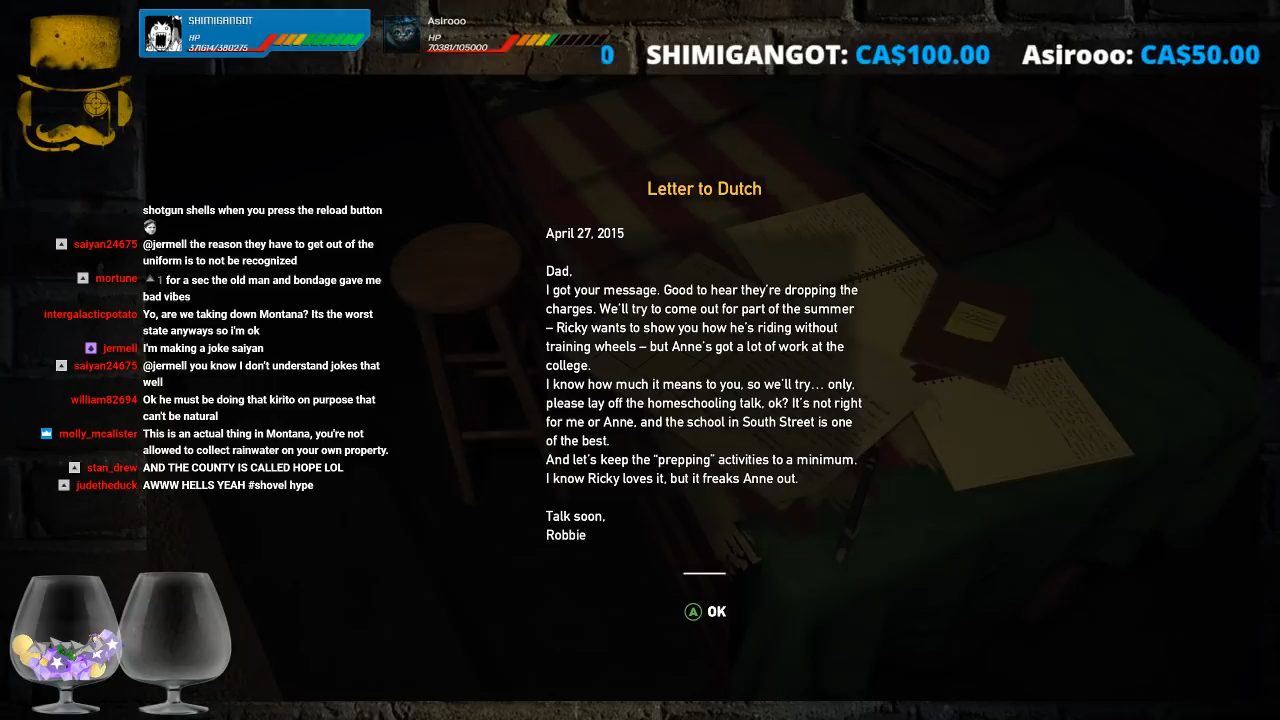 SHIMIGANGOT
HP
371614/380275
Asirooo
HP
70381/105000
0 SHIMIGANGOT: CA$100.00 Asirooo: CA$50.00
shotgun shells when you press the reload button
saiyan24675 @jermell the reason they have to get out of the
uniform is to not be recognized
mortune 1 for a sec the old man and bondage gave me
bad vibes
intergalacticpotato Yo, are we taking down Montana? Its the worst
state anyways so i'm ok
jermell I'm making a joke saiyan
saiyan24675 @jermell you know I don't understand jokes that
well
william82694 Ok he must be doing that kirito on purpose that
can't be natural
molly_mcalister This is an actual thing in Montana, you're not
allowed to collect rainwater on your own property.
stan_drew AND THE COUNTY IS CALLED HOPE LOL
judetheduck AWWW HELLS YEAH #shovel hype
Letter to Dutch
April 27, 2015
Dad,
I got your message. Good to hear they're dropping the
charges. We'll try to come out for part of the summer
– Ricky wants to show you how he's riding without
training wheels – but Anne's got a lot of work at the
college.
I know how much it means to you, so we'll try... only,
please lay off the homeschooling talk, ok? It's not right
for me or Anne, and the school in South Street is one
of the best.
And let's keep the "prepping" activities to a minimum.
I know Ricky loves it, but it freaks Anne out.
Talk soon,
Robbie
A OK